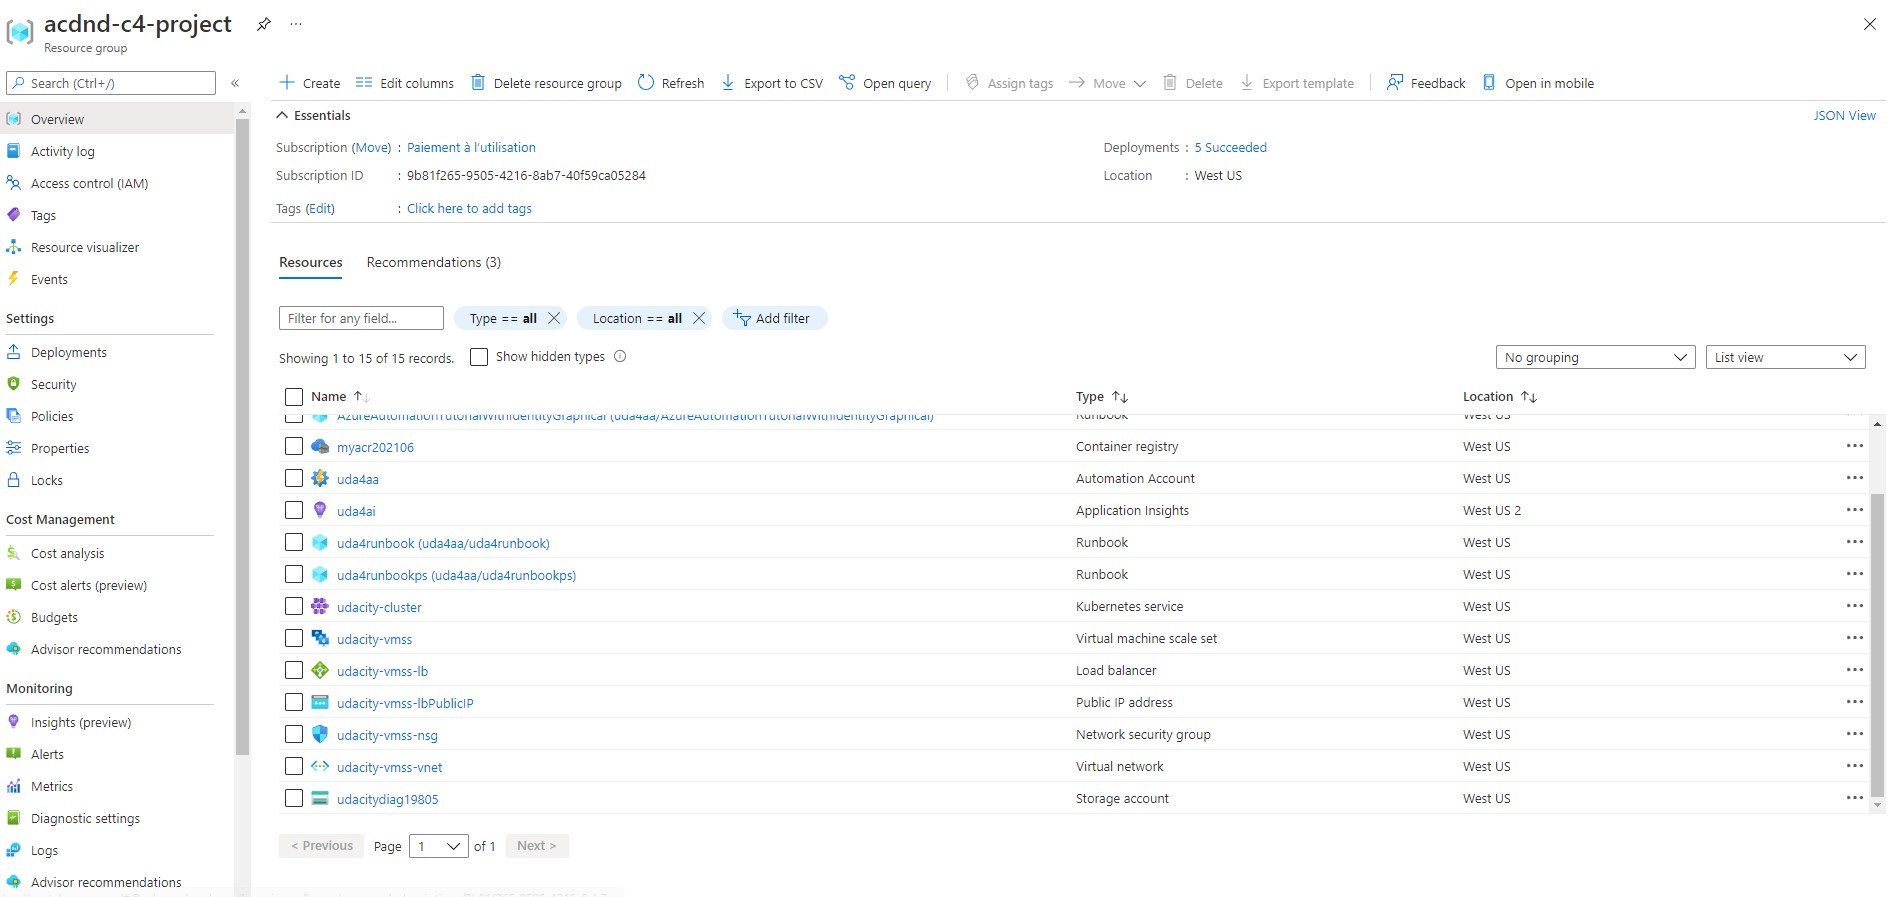 acdnd-c4-project
Resource group
Search (Ctrl+/)
Overview
Activity log
Access control (IAM)
Tags
Resource visualizer
Events
Settings
Deployments
Security
Policies
Properties
Locks
Cost Management
Cost analysis
Cost alerts (preview)
Budgets
Advisor recommendations
Monitoring
Insights (preview)
Alerts
Metrics
Diagnostic settings
Logs
Advisor recommendations
Create Edit columns Delete resource group Refresh Export to CSV Open query Assign tags Move Delete Export template Feedback Open in mobile
Essentials JSON View
Subscription (Move) : Paiement à l'utilisation Deployments : 5 Succeeded
Subscription ID : 9b81f265-9505-4216-8ab7-40f59ca05284 Location : West US
Tags (Edit) : Click here to add tags
Resources Recommendations (3)
Filter for any field... Type == all Location == all Add filter
Showing 1 to 15 of 15 records. Show hidden types No grouping List view
Name Type Location
AzureAutomationTutorialWithIdentityGraphical (uda4aa/AzureAutomationTutorialWithIdentityGraphical) Runbook West US
myacr202106 Container registry West US
uda4aa Automation Account West US
uda4ai Application Insights West US 2
uda4runbook (uda4aa/uda4runbook) Runbook West US
uda4runbookps (uda4aa/uda4runbookps) Runbook West US
udacity-cluster Kubernetes service West US
udacity-vmss Virtual machine scale set West US
udacity-vmss-lb Load balancer West US
udacity-vmss-lbPublicIP Public IP address West US
udacity-vmss-nsg Network security group West US
udacity-vmss-vnet Virtual network West US
udacitydiag19805 Storage account West US
< Previous Page 1 of 1 Next >